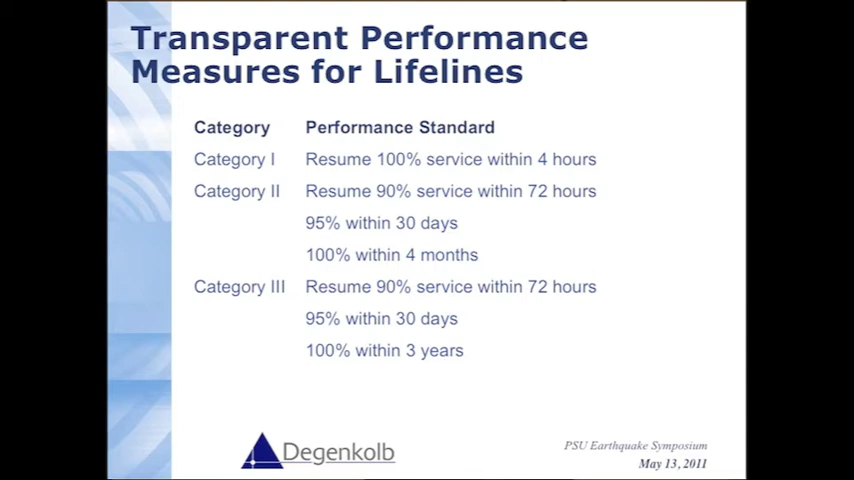 Transparent Performance
Measures for Lifelines
Category Performance Standard
Category I Resume 100% service within 4 hours
Category II Resume 90% service within 72 hours
95% within 30 days
100% within 4 months
Category III Resume 90% service within 72 hours
95% within 30 days
100% within 3 years
Degenkolb
PSU Earthquake Symposium
May 13, 2011